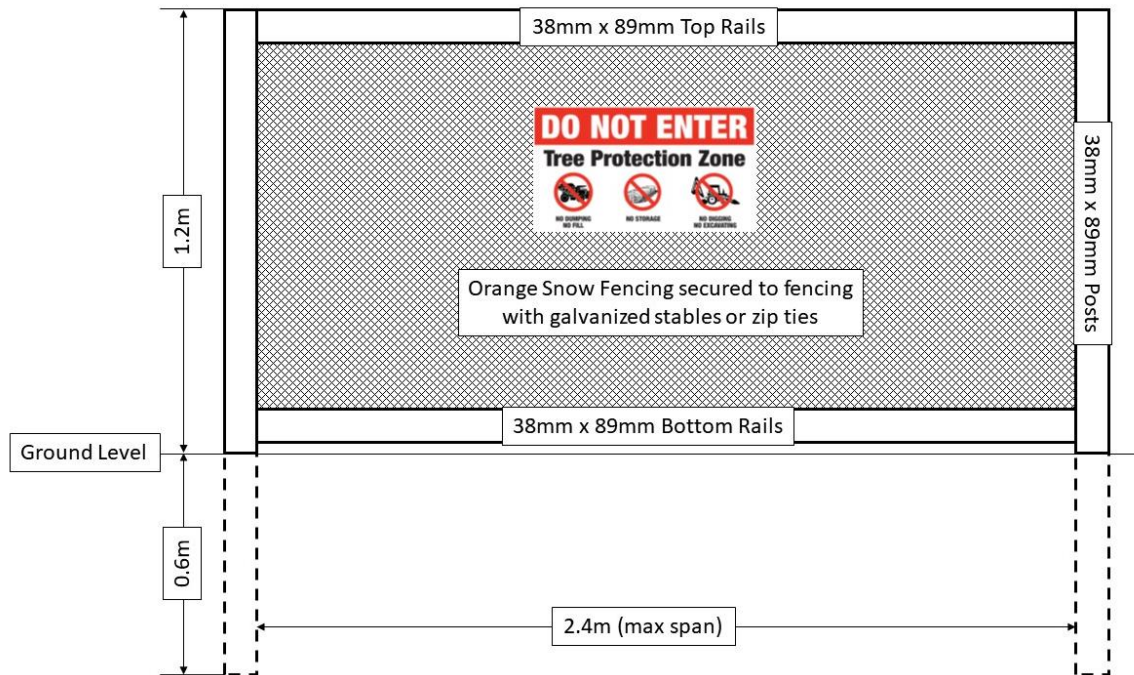 38mm x 89mm Top Rails
DO NOT ENTER
Tree Protection Zone
NO DUMPING
NO FILL
NO STORAGE
NO DIGGING
NO EXCAVATING
1.2m
38mm x 89mm Posts
Orange Snow Fencing secured to fencing
with galvanized stables or zip ties
38mm x 89mm Bottom Rails
Ground Level
0.6m
2.4m (max span)